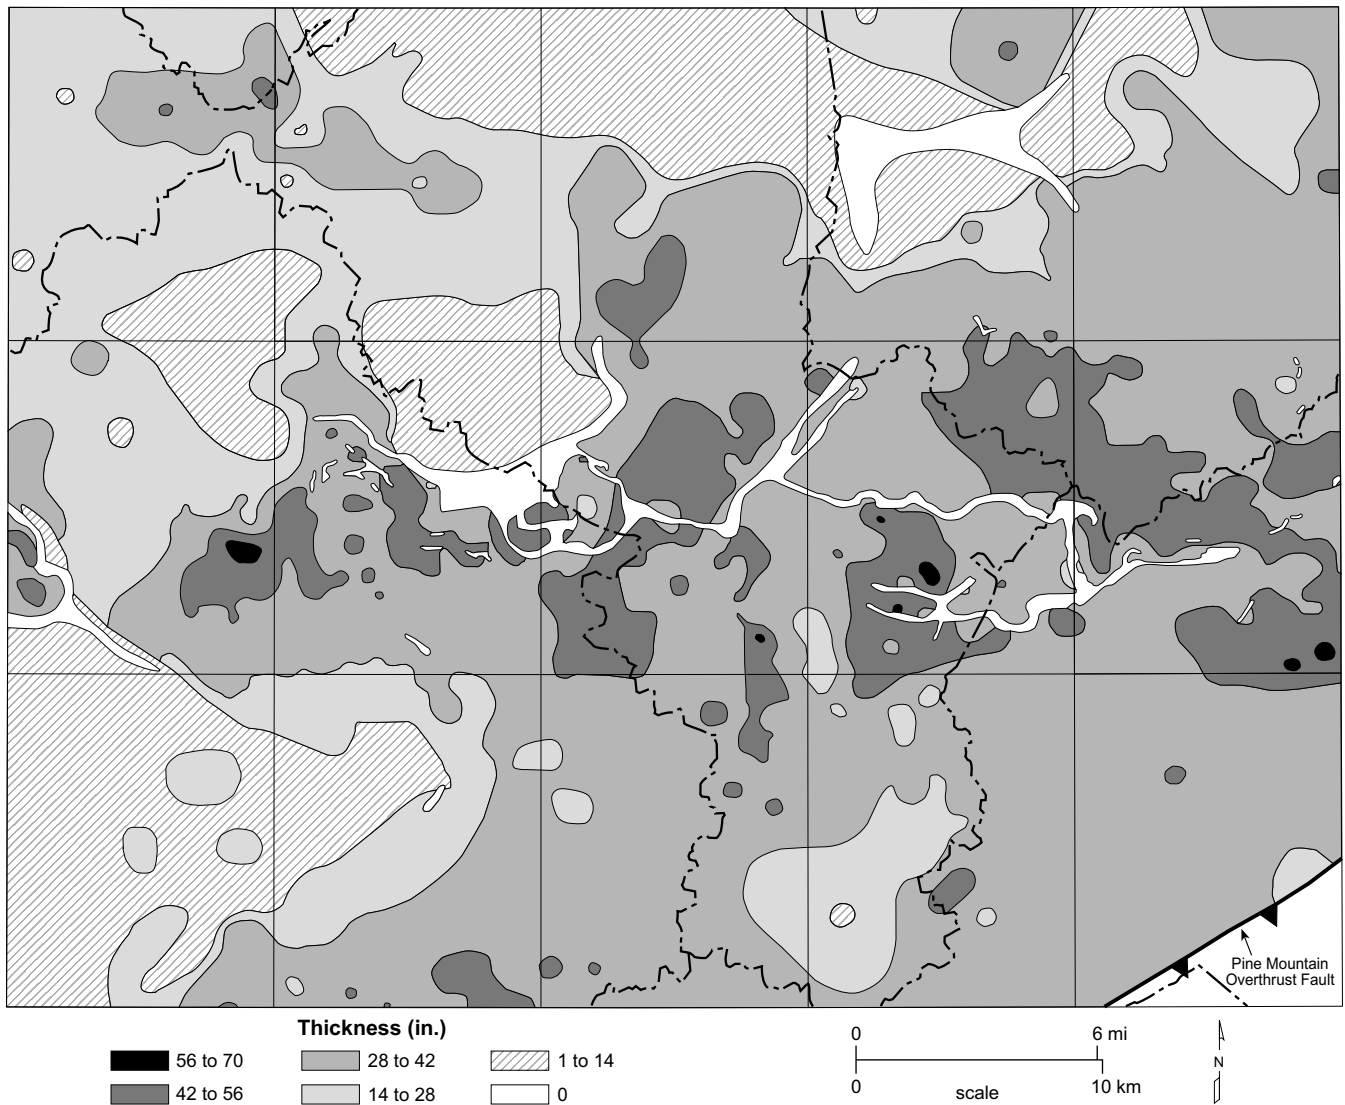 Pine Mountain
Overthrust Fault
Thickness (in.)
56 to 70
28 to 42
1 to 14
42 to 56
14 to 28
0
0
6 mi
0
scale
10 km
N